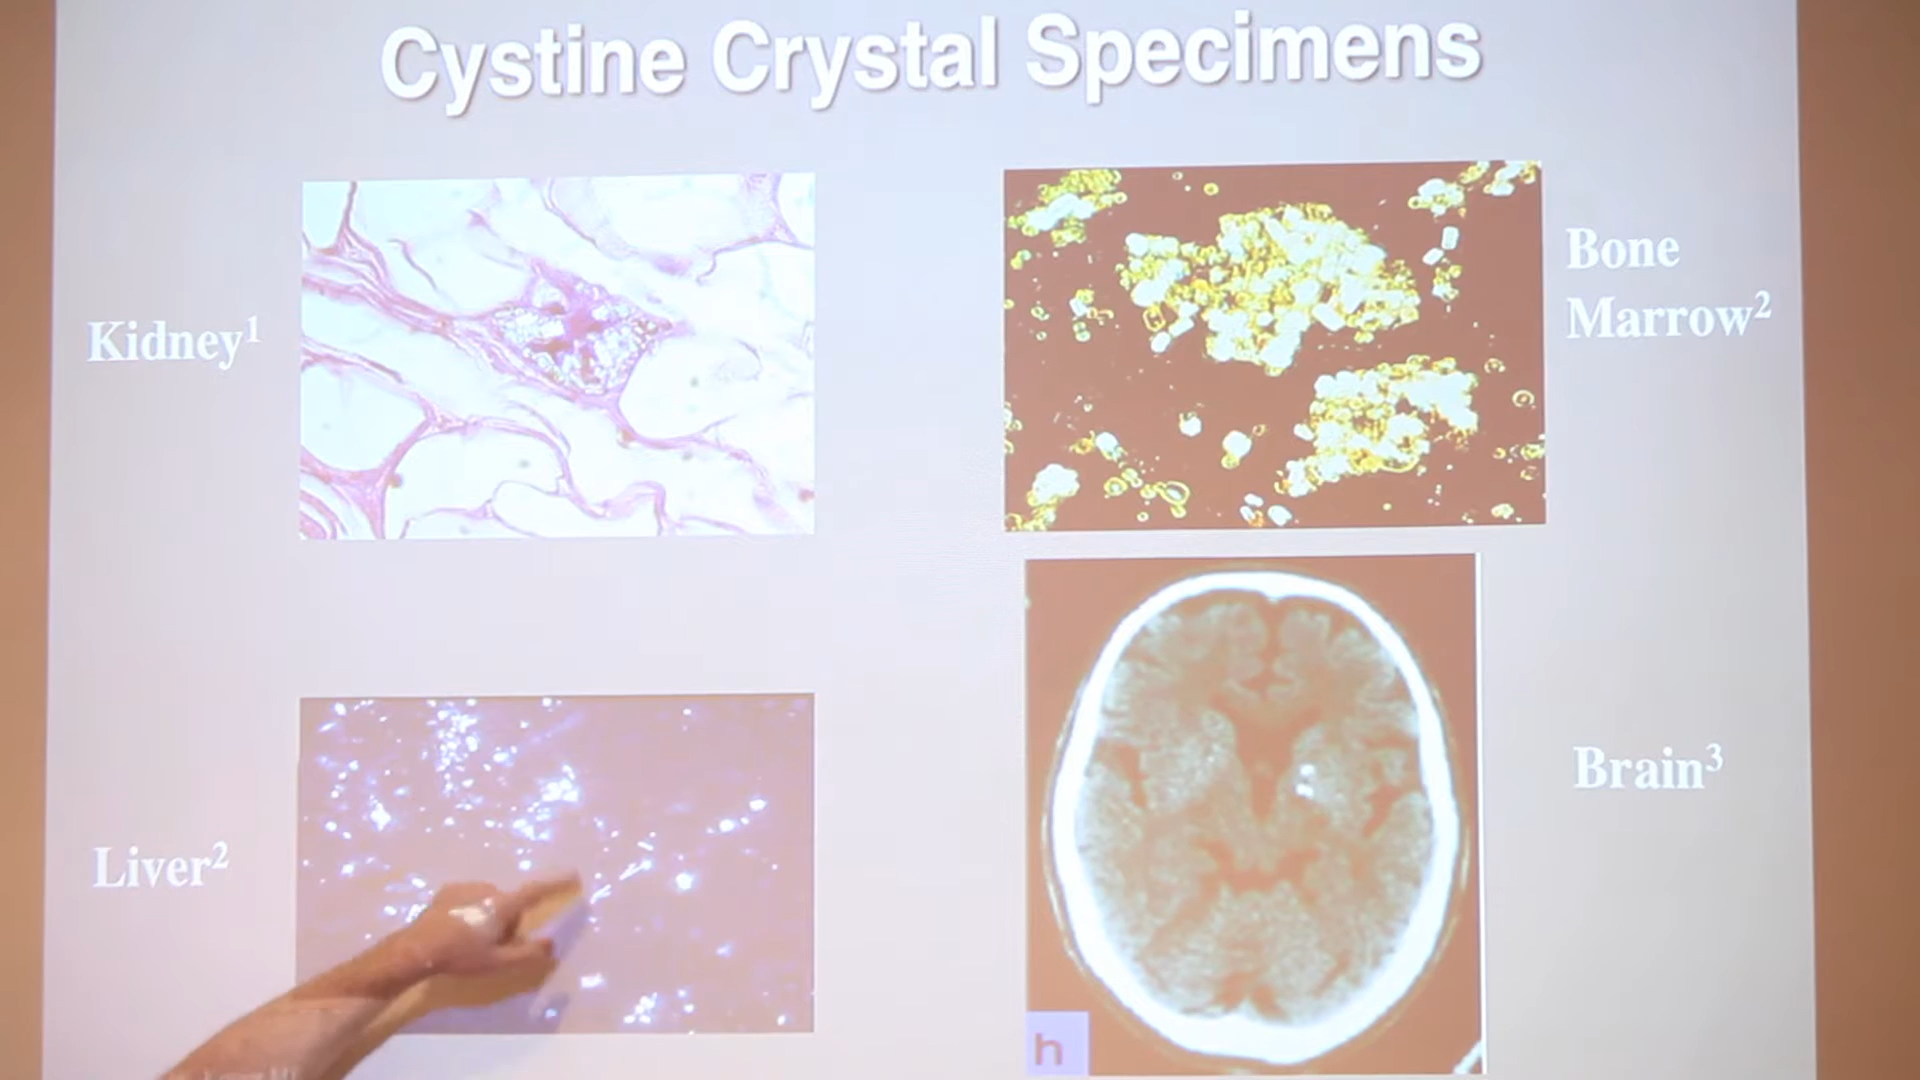 Cystine Crystal Specimens
Kidney¹
Bone
Marrow²
Liver²
Brain³
h